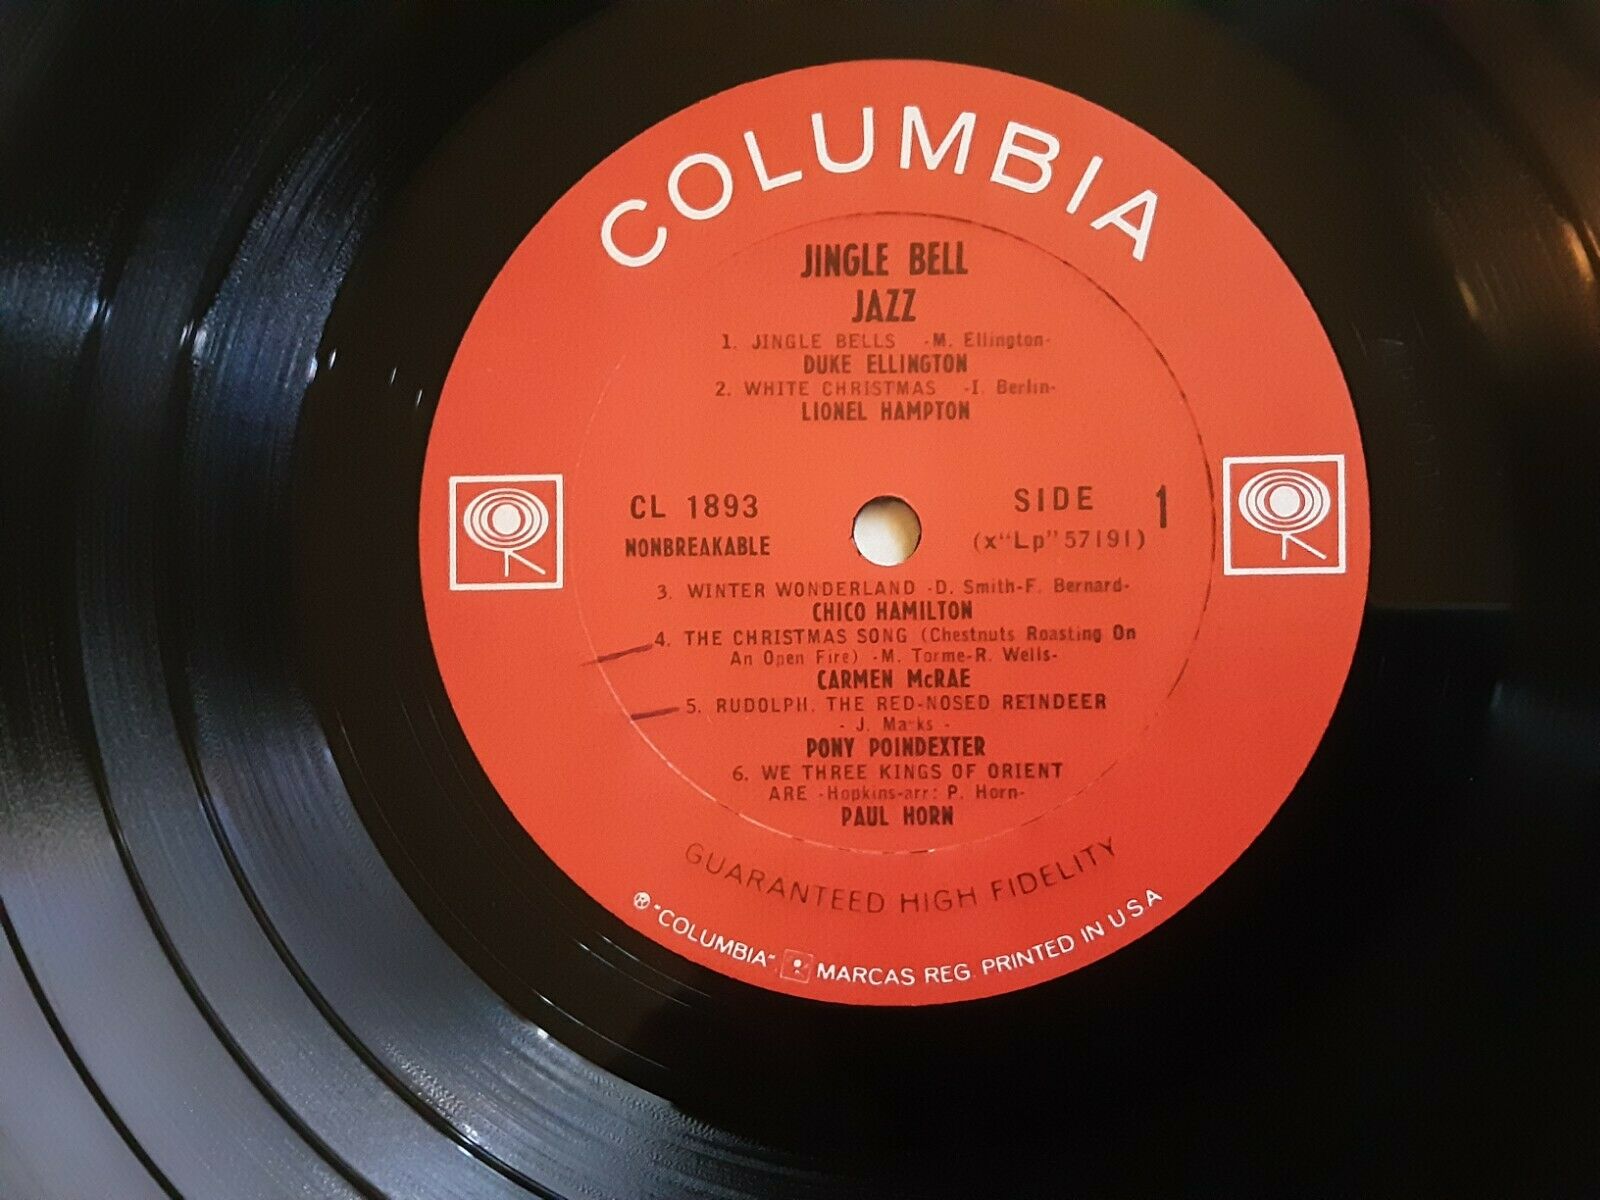 COLUMBIA
JINGLE BELL
JAZZ
1. JINGLE BELLS -M. Ellington-
DUKE ELLINGTON
2. WHITE CHRISTMAS -I. Berlin-
LIONEL HAMPTON
CL 1893
NONBREAKABLE
SIDE 1
(x"Lp" 57191)
3. WINTER WONDERLAND -D. Smith-F. Bernard-
CHICO HAMILTON
4. THE CHRISTMAS SONG (Chestnuts Roasting On
An Open Fire) -M. Torme-R. Wells-
CARMEN McRAE
5. RUDOLPH, THE RED-NOSED REINDEER
- J. Marks -
PONY POINDEXTER
6. WE THREE KINGS OF ORIENT
ARE -Hopkins-arr: P. Horn-
PAUL HORN
GUARANTEED HIGH FIDELITY
® "COLUMBIA", MARCAS REG. PRINTED IN U S A